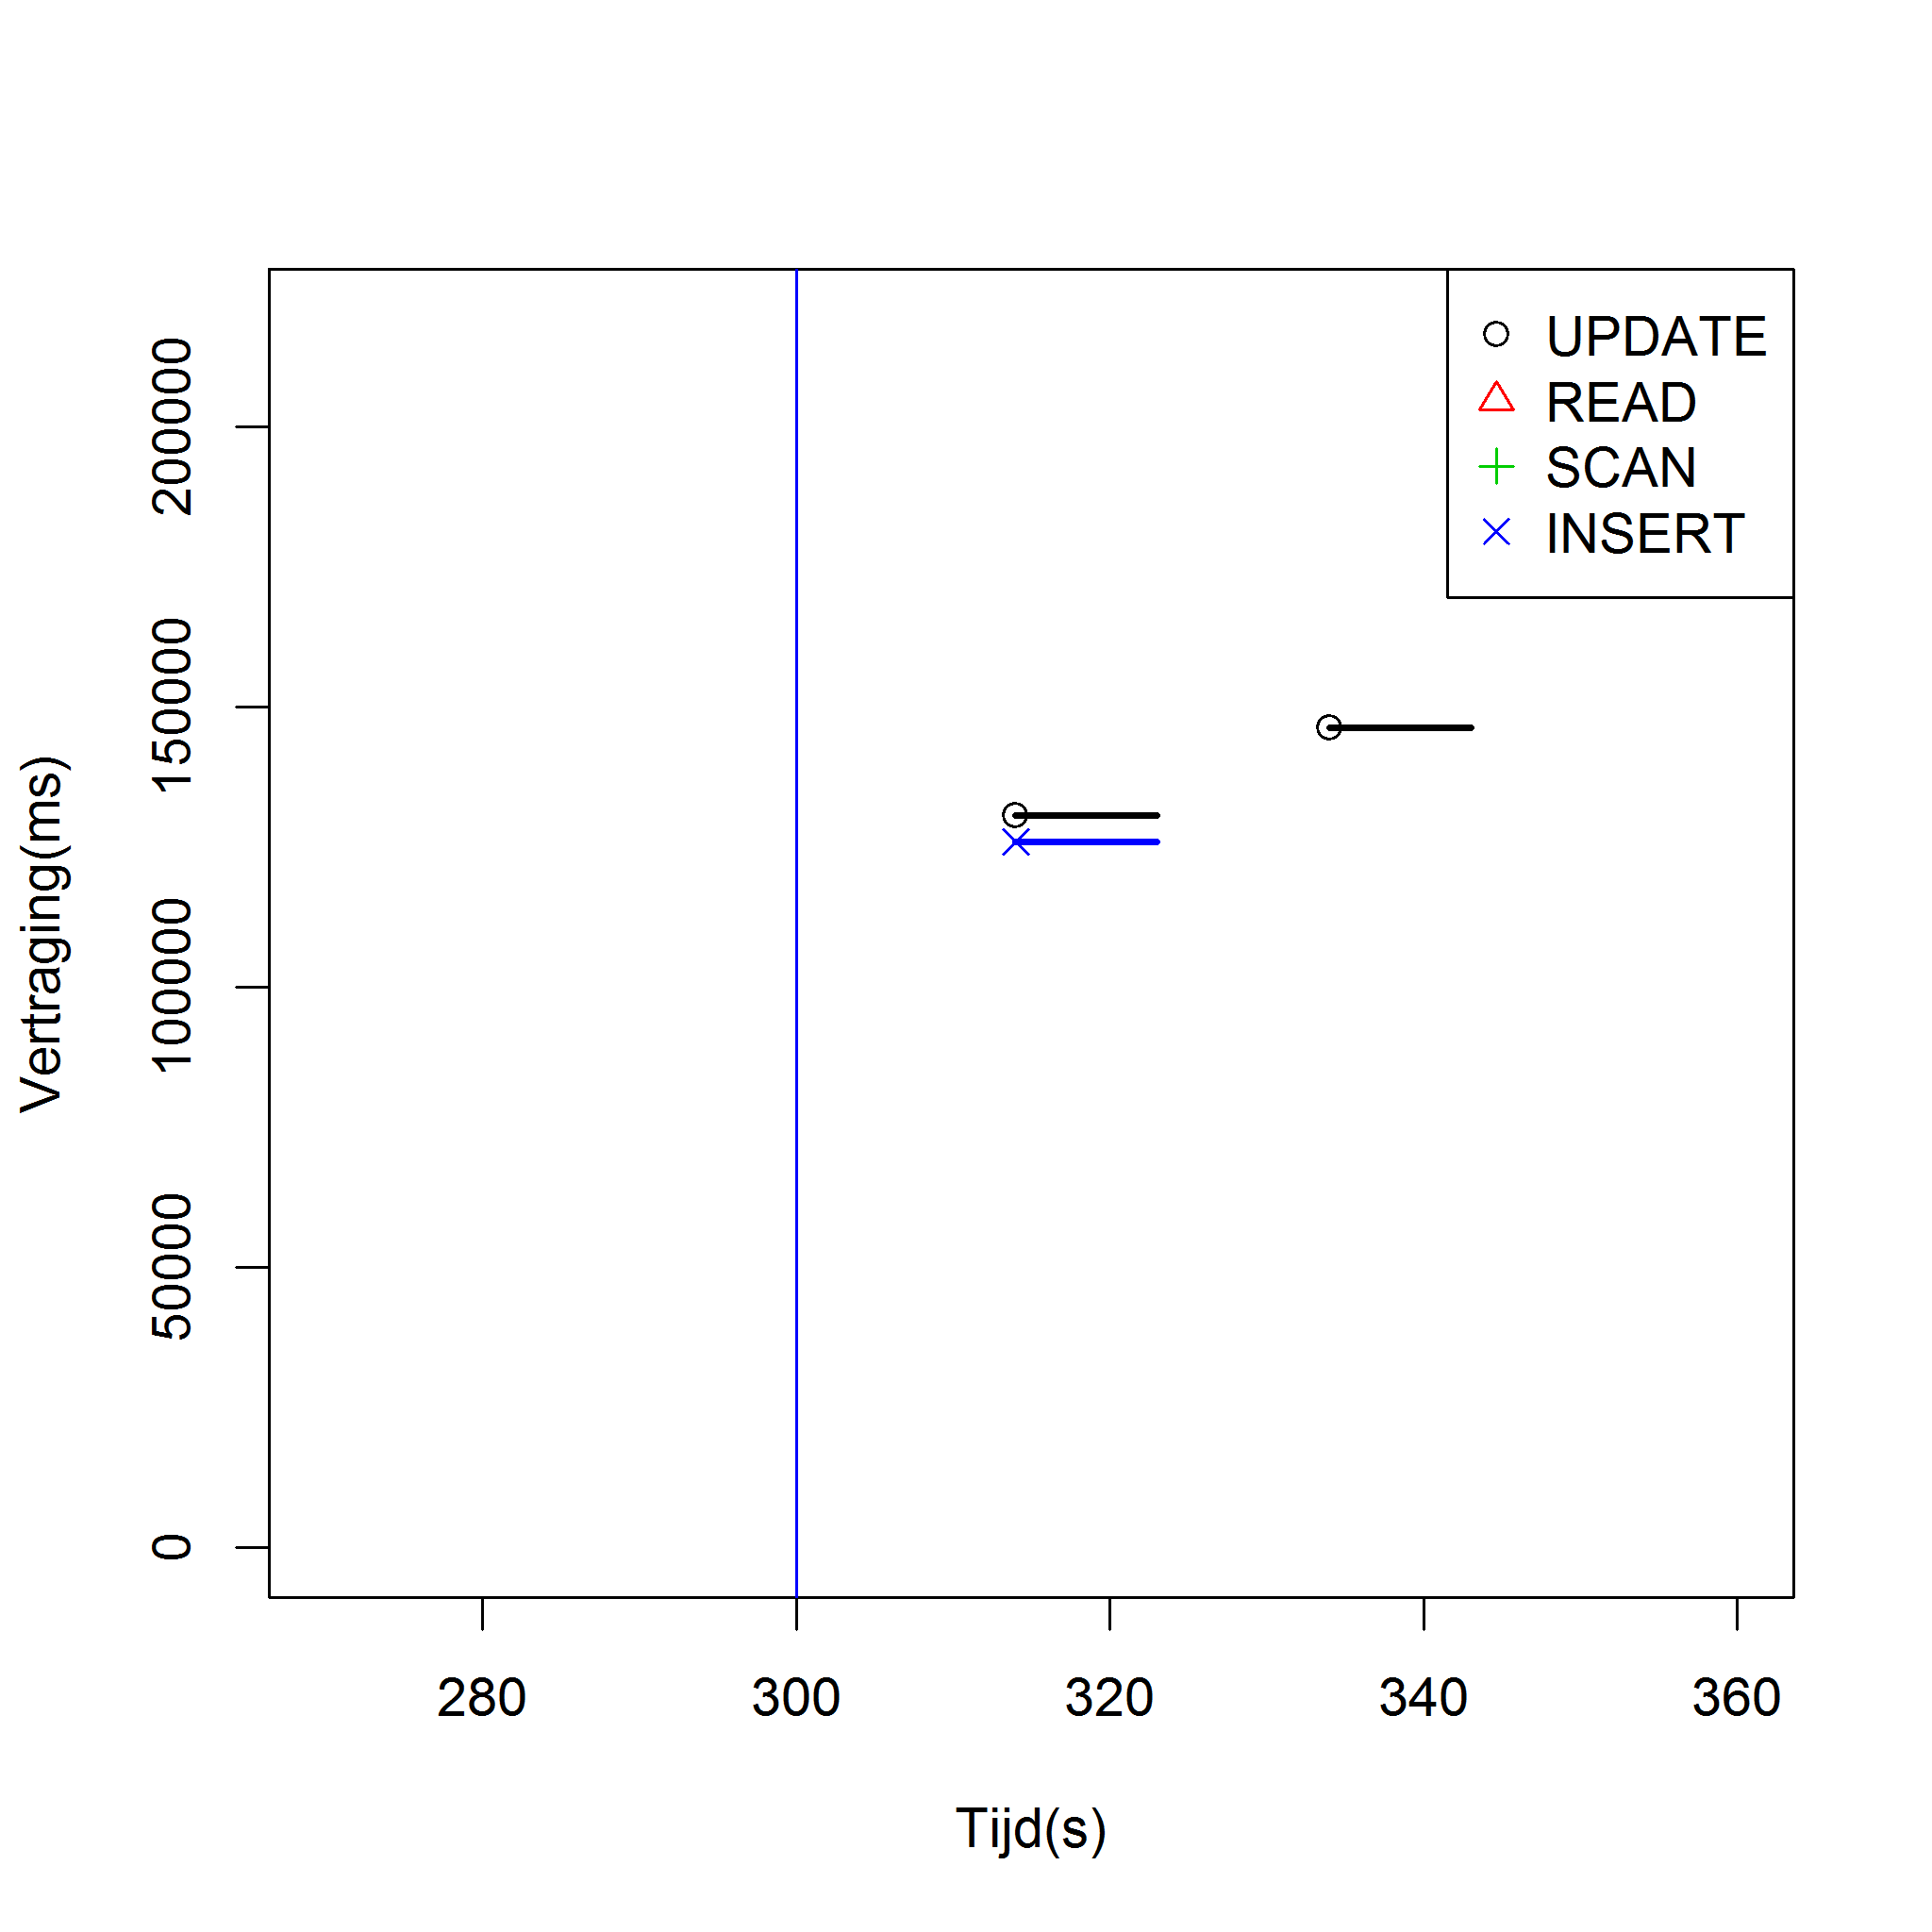 UPDATE
READ
SCAN
INSERT
Vertraging(ms)
200000
150000
100000
50000
0
280 300 320 340 360
Tijd(s)